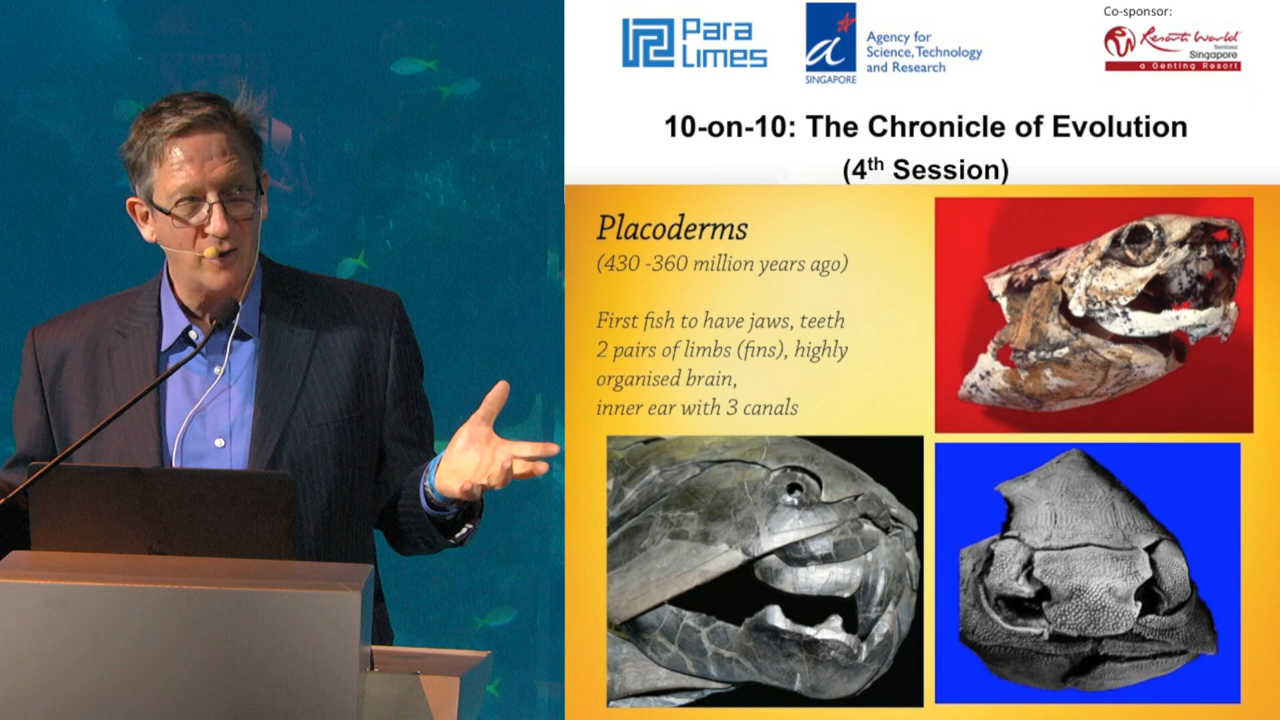 Para
Limes
SINGAPORE
Agency for
Science, Technology
and Research
Co-sponsor:
Resorts World
Sentosa
Singapore
a Genting Resort
10-on-10: The Chronicle of Evolution
(4th Session)
Placoderms
(430 -360 million years ago)
First fish to have jaws, teeth
2 pairs of limbs (fins), highly
organised brain,
inner ear with 3 canals